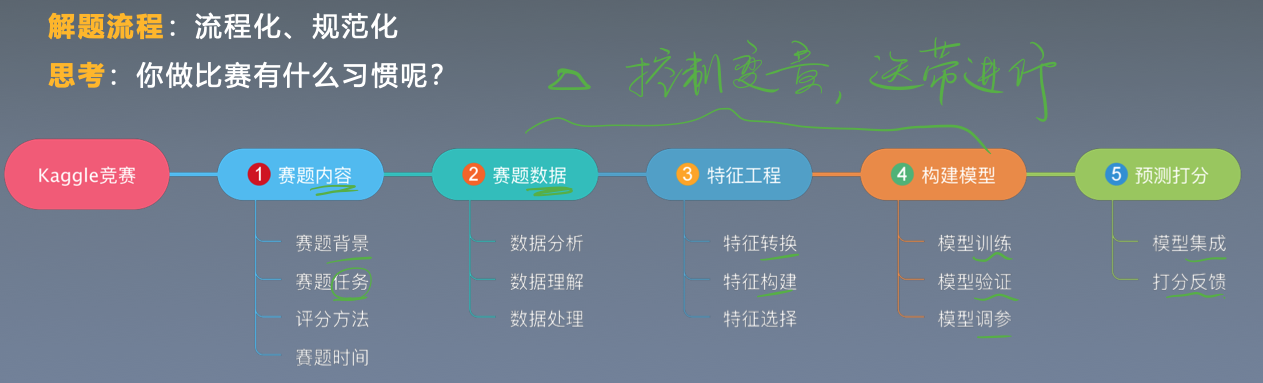 解题流程：流程化、规范化
思考：你做比赛有什么习惯呢？
△ 控制变量，迭带进行
Kaggle竞赛
1 赛题内容
赛题背景
赛题任务
评分方法
赛题时间
2 赛题数据
数据分析
数据理解
数据处理
3 特征工程
特征转换
特征构建
特征选择
4 构建模型
模型训练
模型验证
模型调参
5 预测打分
模型集成
打分反馈